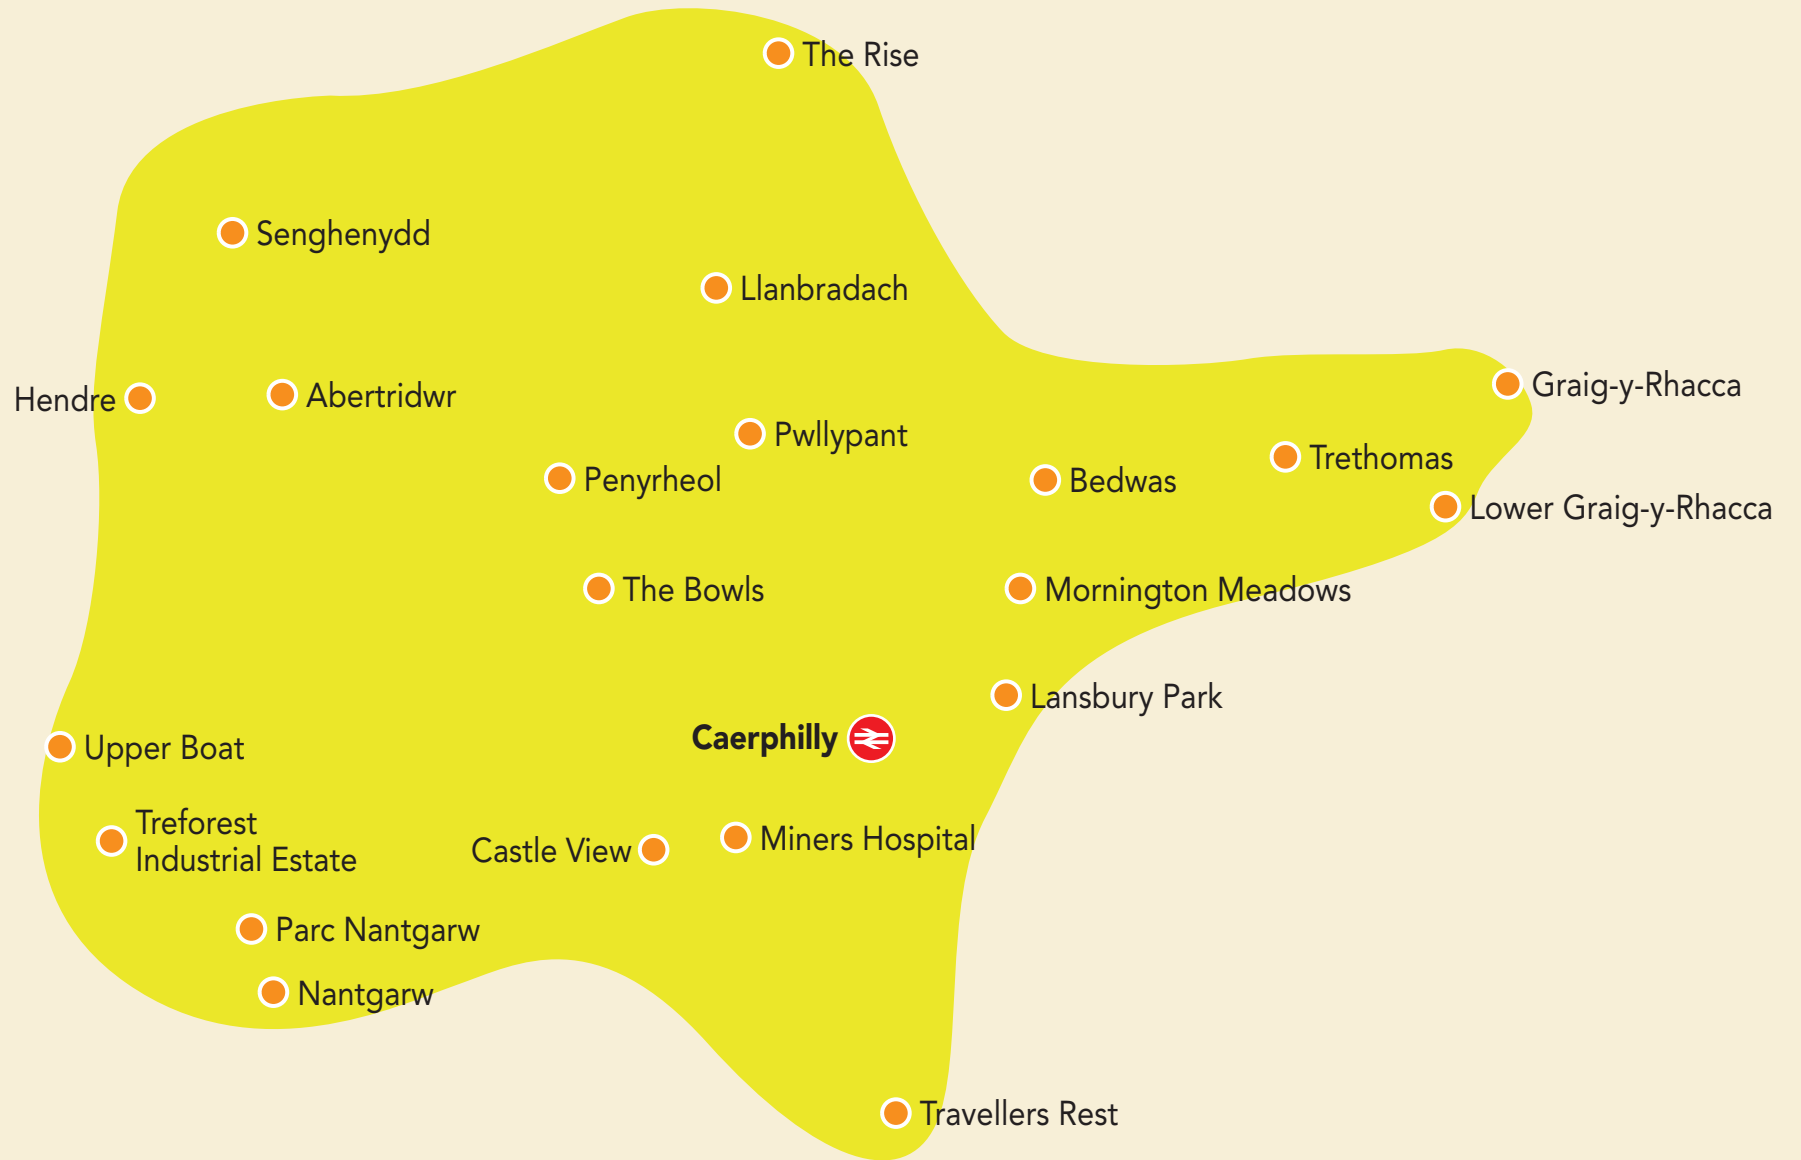 The Rise
Senghenydd
Llanbradach
Graig-y-Rhacca
Hendre
Abertridwr
Pwllypant
Trethomas
Penyrheol
Bedwas
Lower Graig-y-Rhacca
The Bowls
Mornington Meadows
Lansbury Park
Caerphilly
Upper Boat
Treforest
Industrial Estate
Castle View
Miners Hospital
Parc Nantgarw
Nantgarw
Travellers Rest